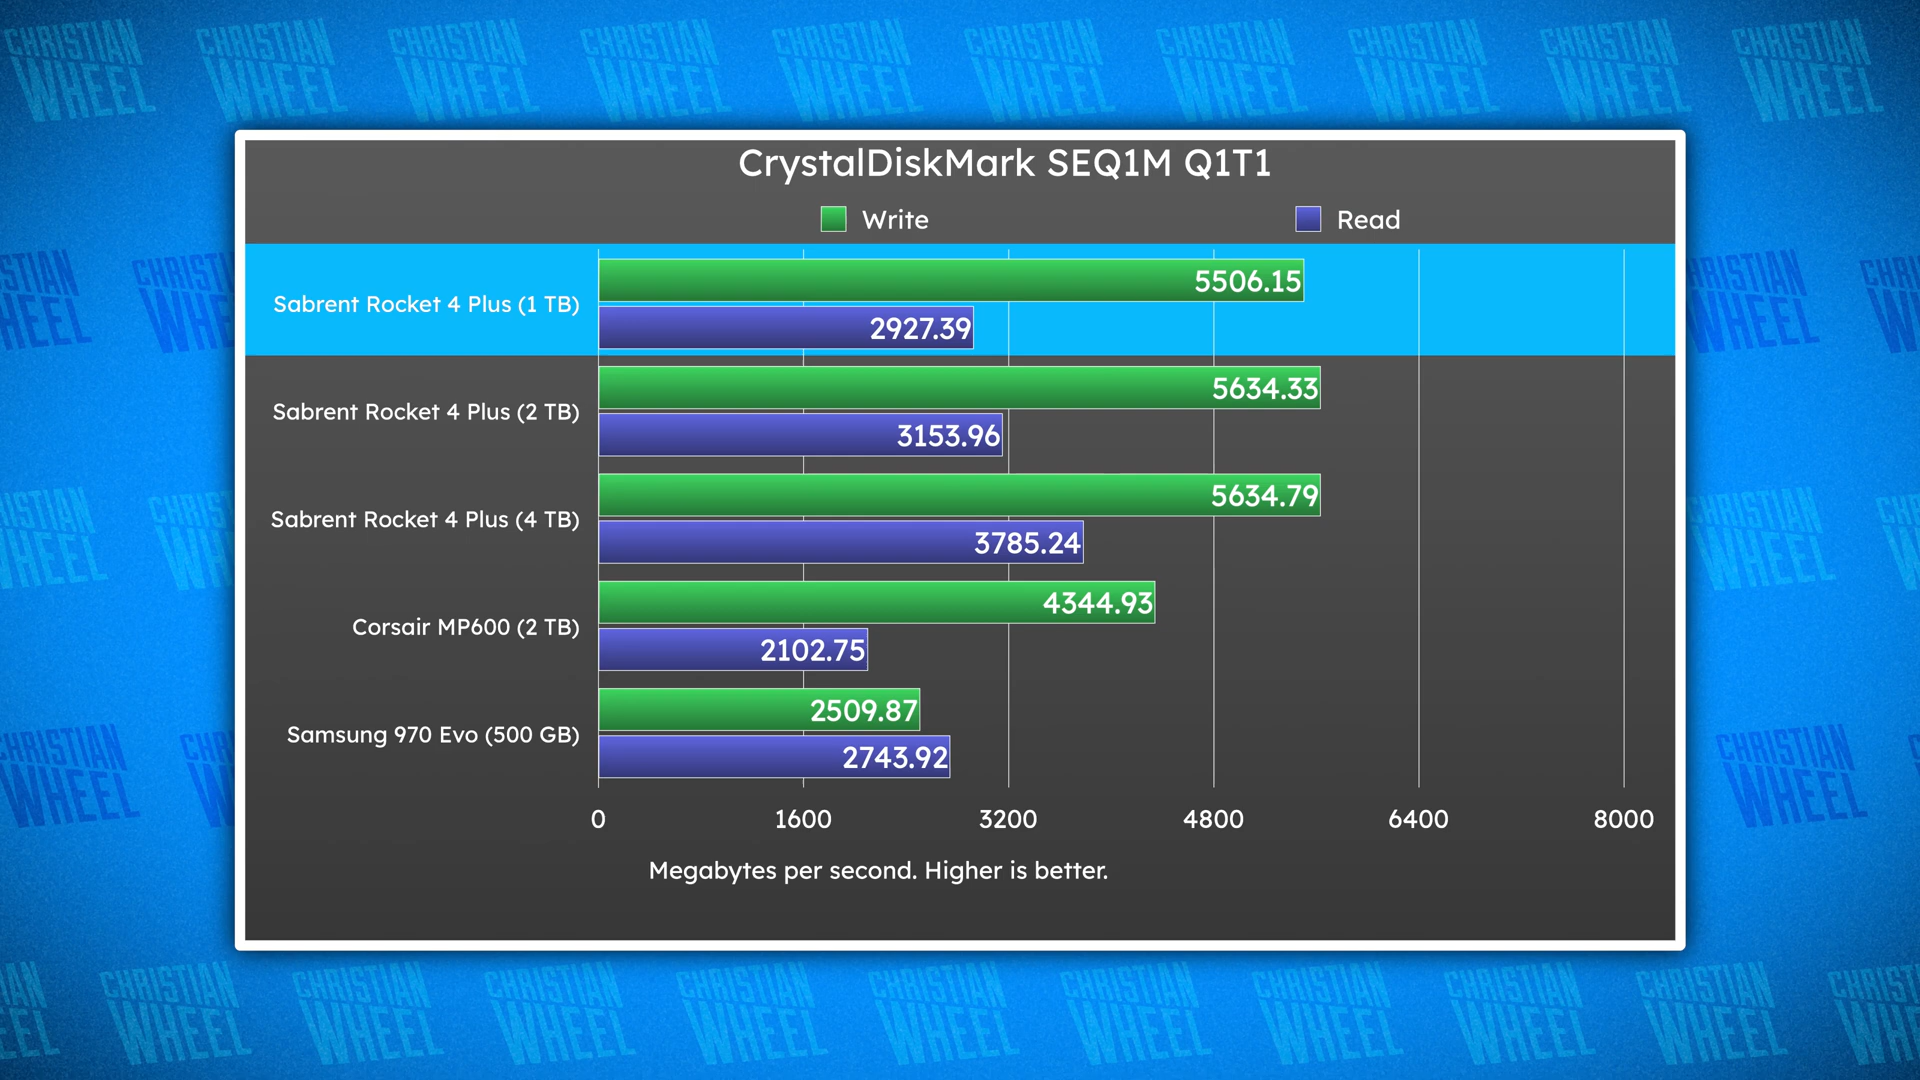 CrystalDiskMark SEQ1M Q1T1
Write Read
Sabrent Rocket 4 Plus (1 TB)
5506.15
2927.39
Sabrent Rocket 4 Plus (2 TB)
5634.33
3153.96
Sabrent Rocket 4 Plus (4 TB)
5634.79
3785.24
Corsair MP600 (2 TB)
4344.93
2102.75
Samsung 970 Evo (500 GB)
2509.87
2743.92
0 1600 3200 4800 6400 8000
Megabytes per second. Higher is better.
CHRISTIAN
WHEEL